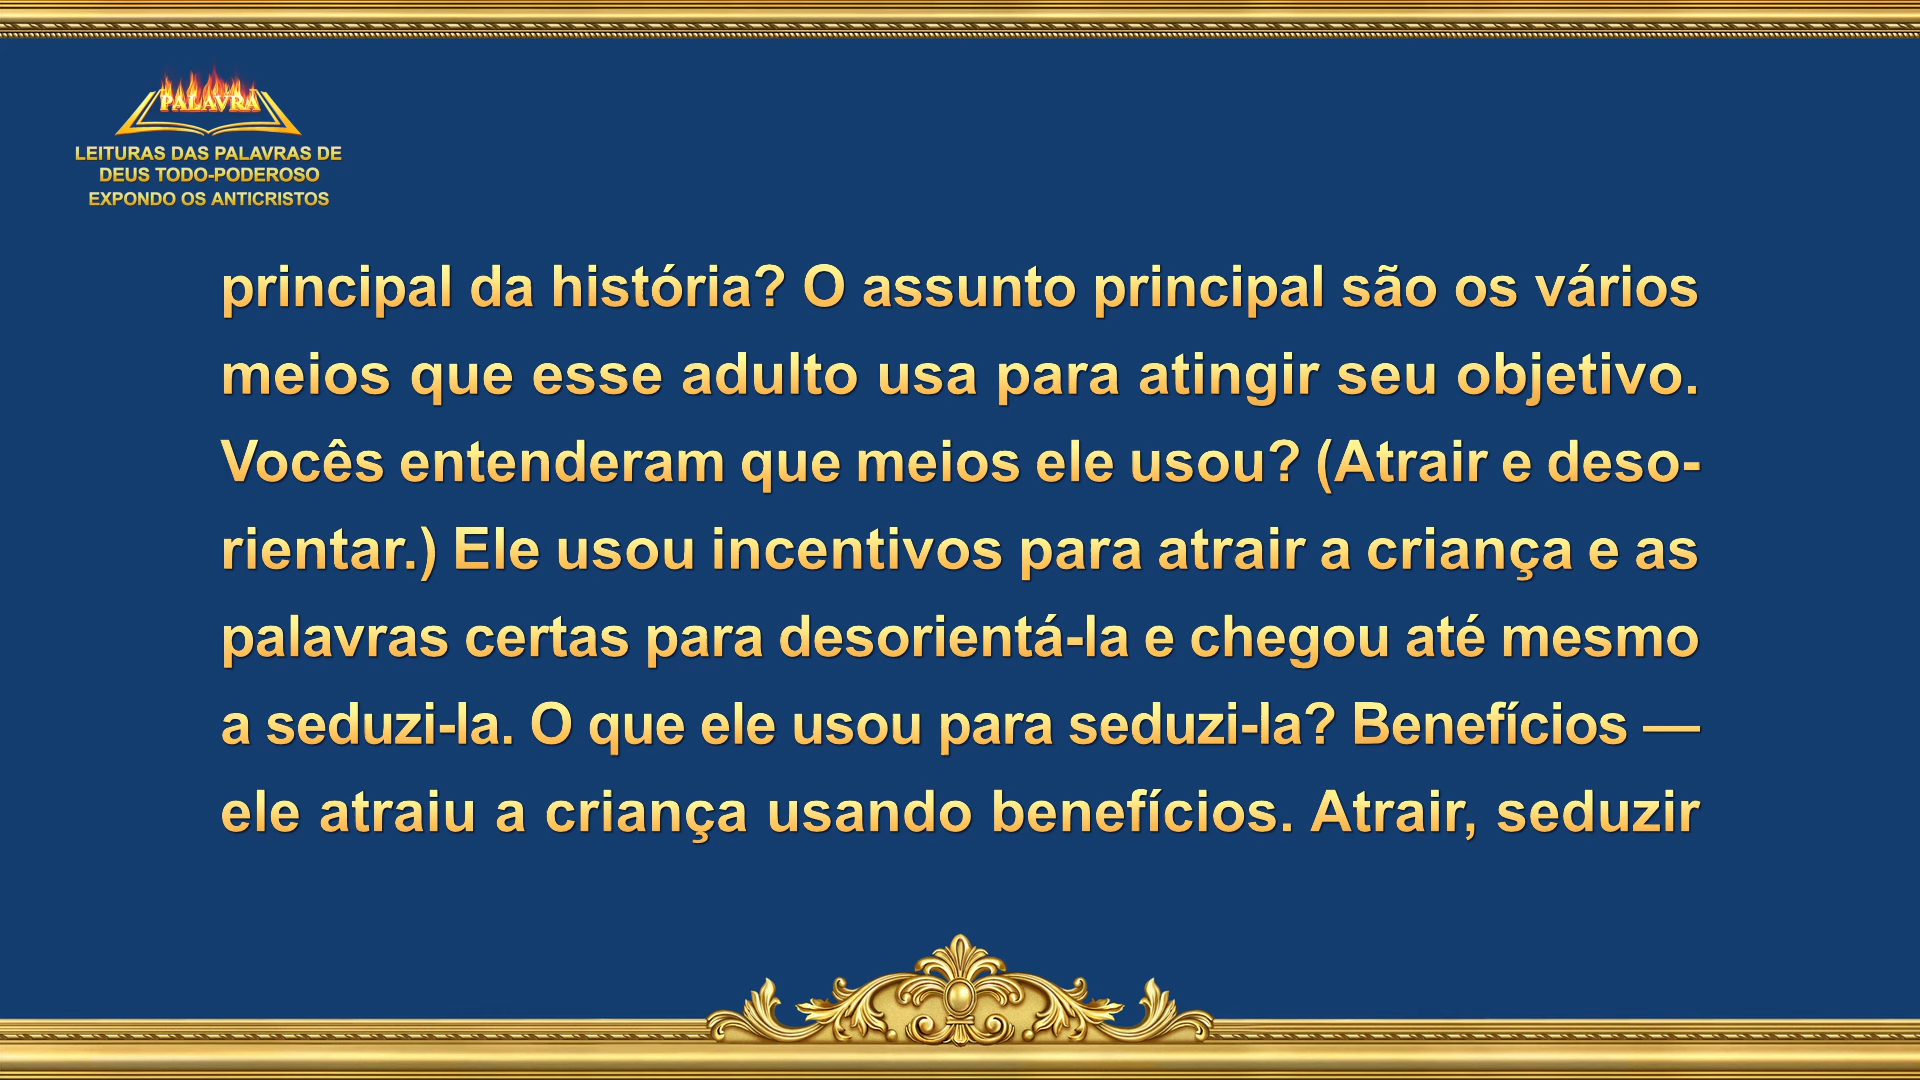 PALAVRA
LEITURAS DAS PALAVRAS DE
DEUS TODO-PODEROSO
EXPONDO OS ANTICRISTOS
principal da história? O assunto principal são os vários
meios que esse adulto usa para atingir seu objetivo.
Vocês entenderam que meios ele usou? (Atrair e deso-
rientar.) Ele usou incentivos para atrair a criança e as
palavras certas para desorientá-la e chegou até mesmo
a seduzi-la. O que ele usou para seduzi-la? Benefícios —
ele atraiu a criança usando benefícios. Atrair, seduzir